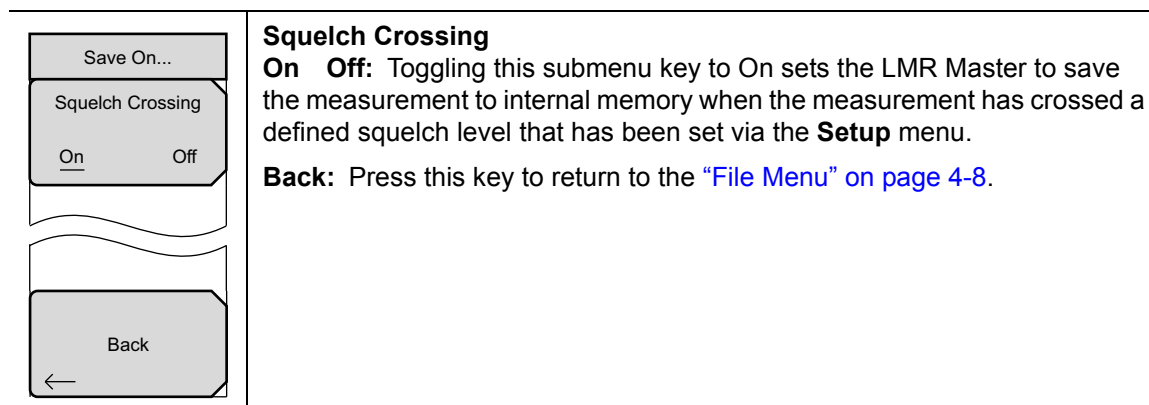 Save On...
Squelch Crossing
On Off
Back
Squelch Crossing
On Off: Toggling this submenu key to On sets the LMR Master to save
the measurement to internal memory when the measurement has crossed a
defined squelch level that has been set via the Setup menu.
Back: Press this key to return to the “File Menu” on page 4-8.